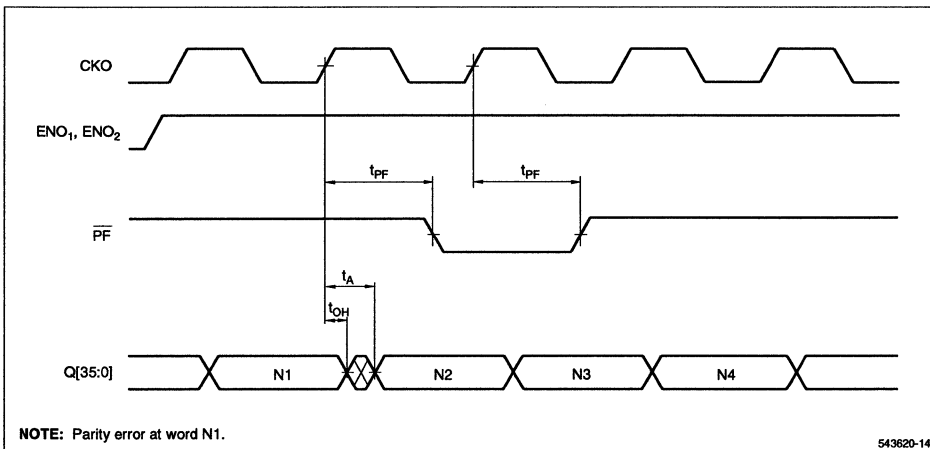 CKO
ENO1, ENO2
tPF
tPF
PF
tA
tOH
Q[35:0]
N1
N2
N3
N4
NOTE: Parity error at word N1.
543620-14